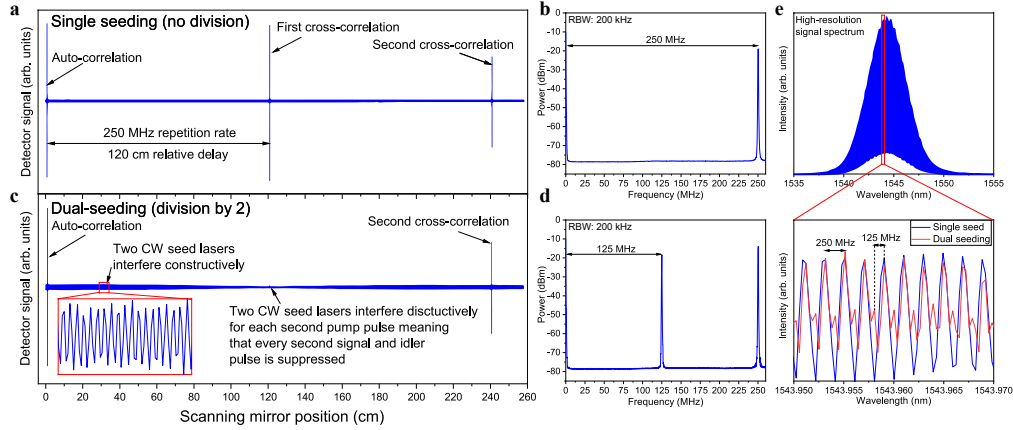 a
Single seeding (no division)
First cross-correlation
Second cross-correlation
Auto-correlation
250 MHz repetition rate
120 cm relative delay
Detector signal (arb. units)
c
Dual-seeding (division by 2)
Auto-correlation
Second cross-correlation
Two CW seed lasers
interfere constructively
Two CW seed lasers interfere disctuctively
for each second pump pulse meaning
that every second signal and idler
pulse is suppressed
Detector signal (arb. units)
0 20 40 60 80 100 120 140 160 180 200 220 240 260
Scanning mirror position (cm)
b
RBW: 200 kHz
250 MHz
0
-10
-20
-30
-40
-50
-60
-70
-80
Power (dBm)
0 25 50 75 100 125 150 175 200 225 250
Frequency (MHz)
d
RBW: 200 kHz
125 MHz
0
-10
-20
-30
-40
-50
-60
-70
-80
Power (dBm)
0 25 50 75 100 125 150 175 200 225 250
Frequency (MHz)
e
High-resolution
signal spectrum
Intensity (arb. units)
1535 1540 1545 1550 1555
Wavelength (nm)
Single seed
Dual seeding
250 MHz
125 MHz
Intensity (arb. units)
1543.950 1543.955 1543.960 1543.965 1543.970
Wavelength (nm)